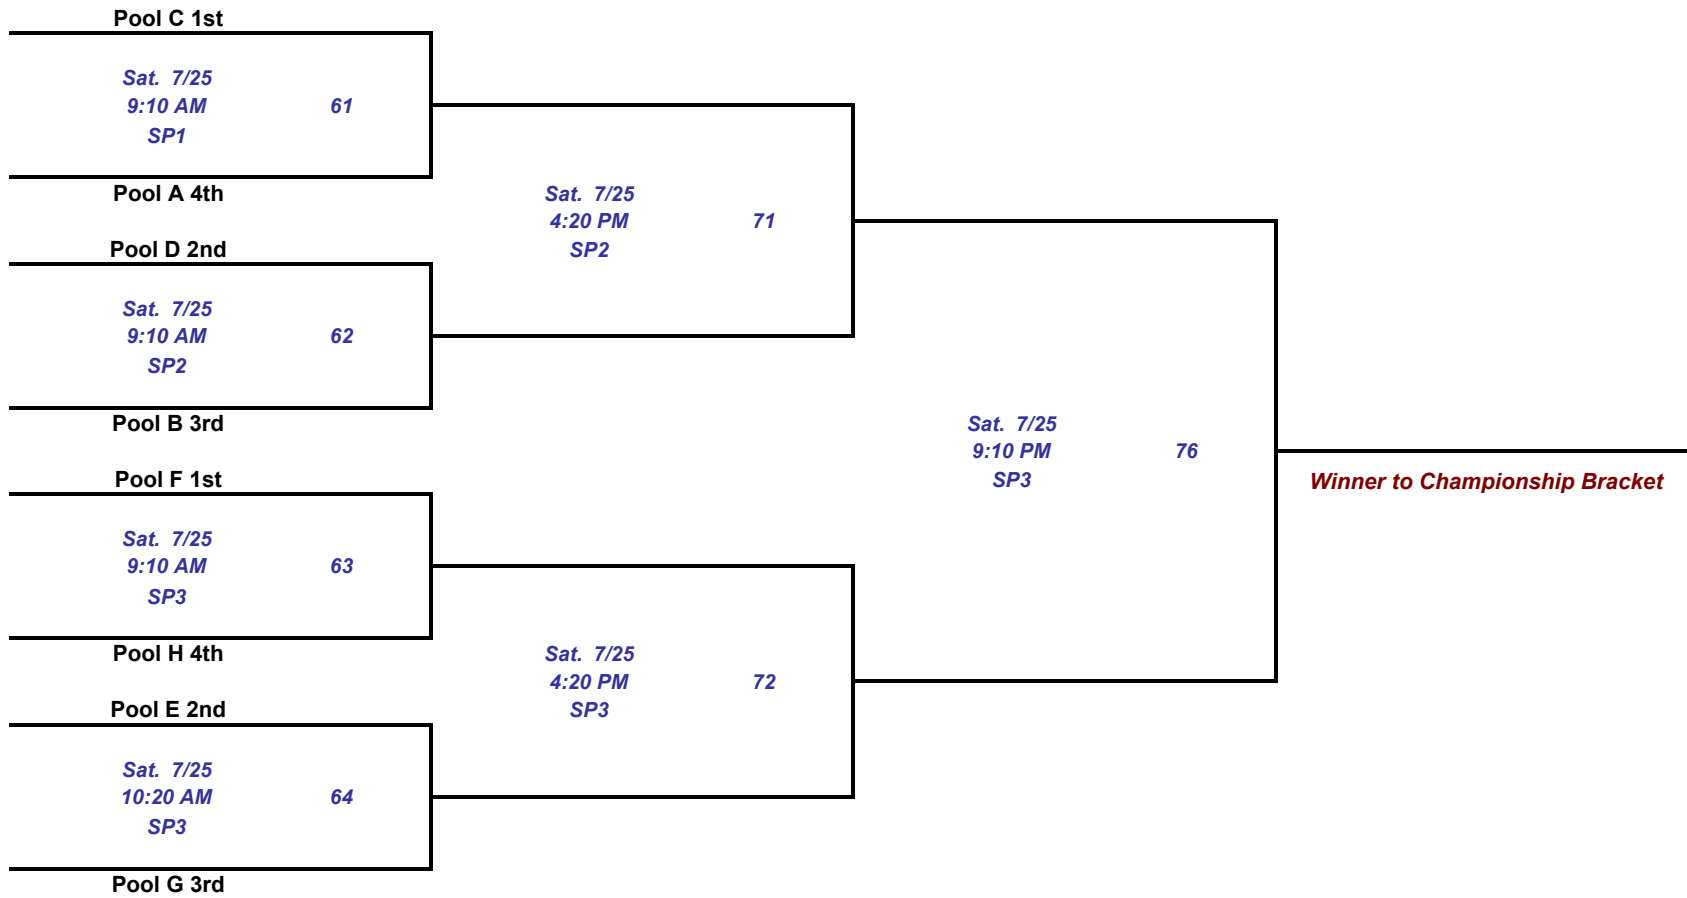 Pool C 1st
Sat. 7/25
9:10 AM
61
SP1
Pool A 4th
Pool D 2nd
Sat. 7/25
9:10 AM
62
SP2
Pool B 3rd
Pool F 1st
Sat. 7/25
9:10 AM
63
SP3
Pool H 4th
Pool E 2nd
Sat. 7/25
10:20 AM
64
SP3
Pool G 3rd
Sat. 7/25
4:20 PM
71
SP2
Sat. 7/25
4:20 PM
72
SP3
Sat. 7/25
9:10 PM
76
SP3
Winner to Championship Bracket